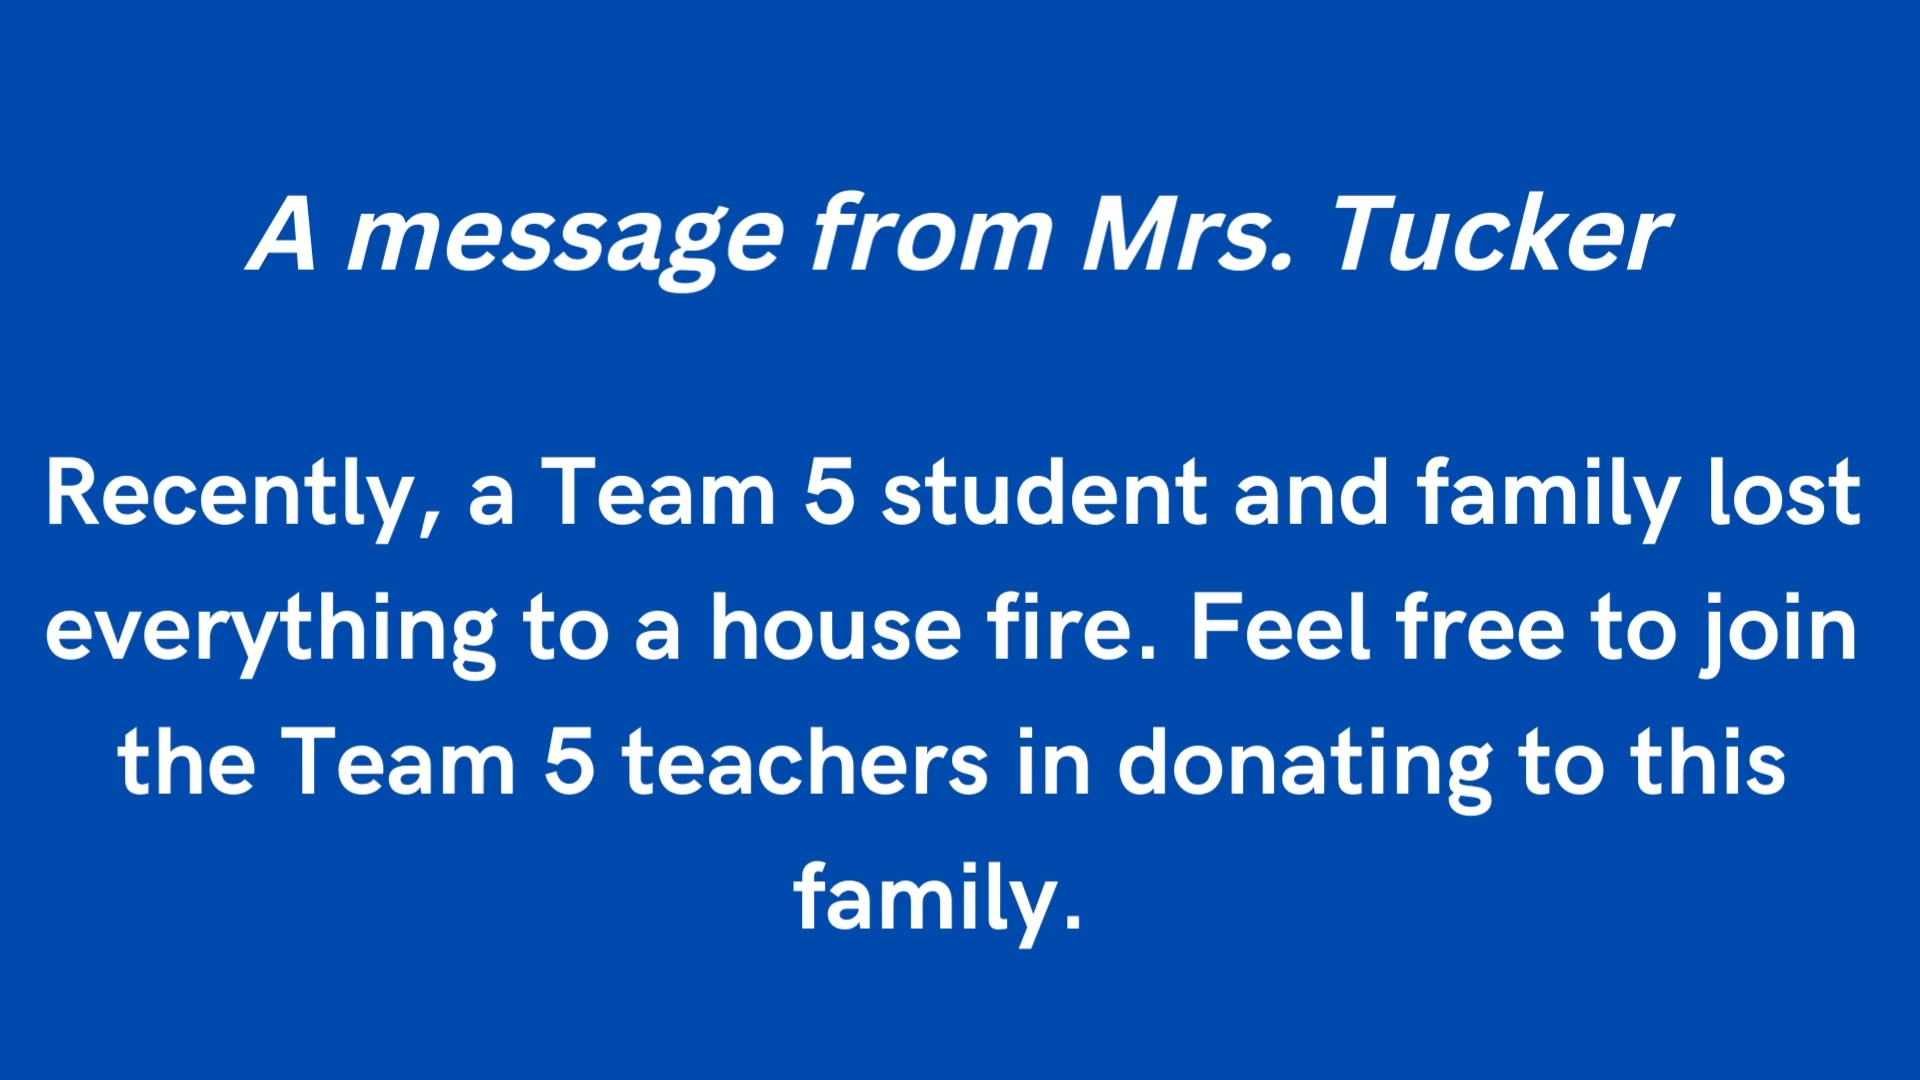 A message from Mrs. Tucker
Recently, a Team 5 student and family lost
everything to a house fire. Feel free to join
the Team 5 teachers in donating to this
family.